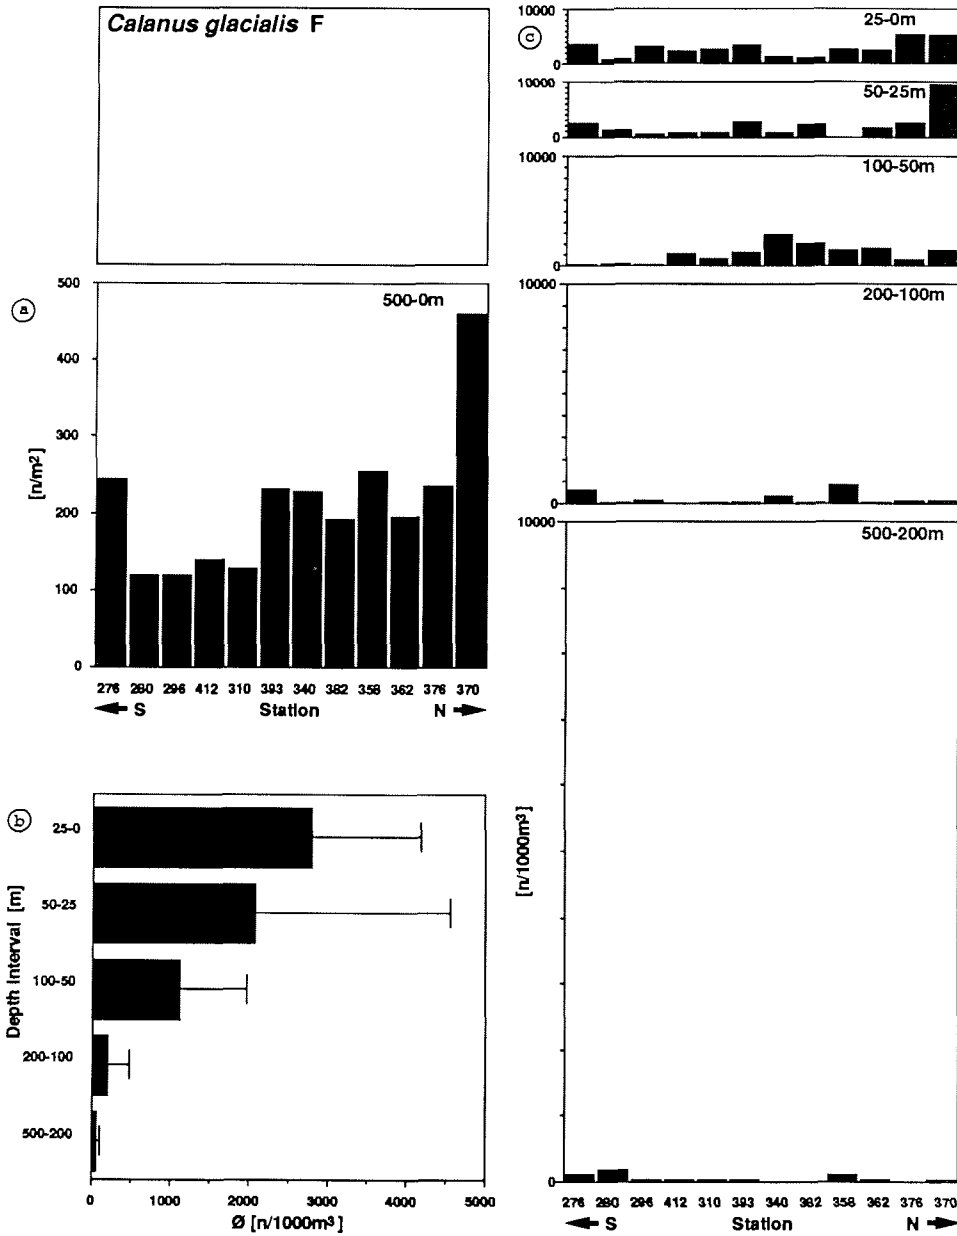 Calanus glacialis F
a
500-0m
500
400
300
200
100
0
[n/m²]
276 280 296 412 310 393 340 382 358 362 376 370
S Station N
b
25-0
50-25
100-50
200-100
500-200
Depth Interval [m]
0 1000 2000 3000 4000 5000
Ø [n/1000m³]
c
10000
25-0m
0
10000
50-25m
0
10000
100-50m
0
10000
200-100m
0
10000
500-200m
0
[n/1000m³]
276 280 296 412 310 393 340 382 358 362 376 370
S Station N